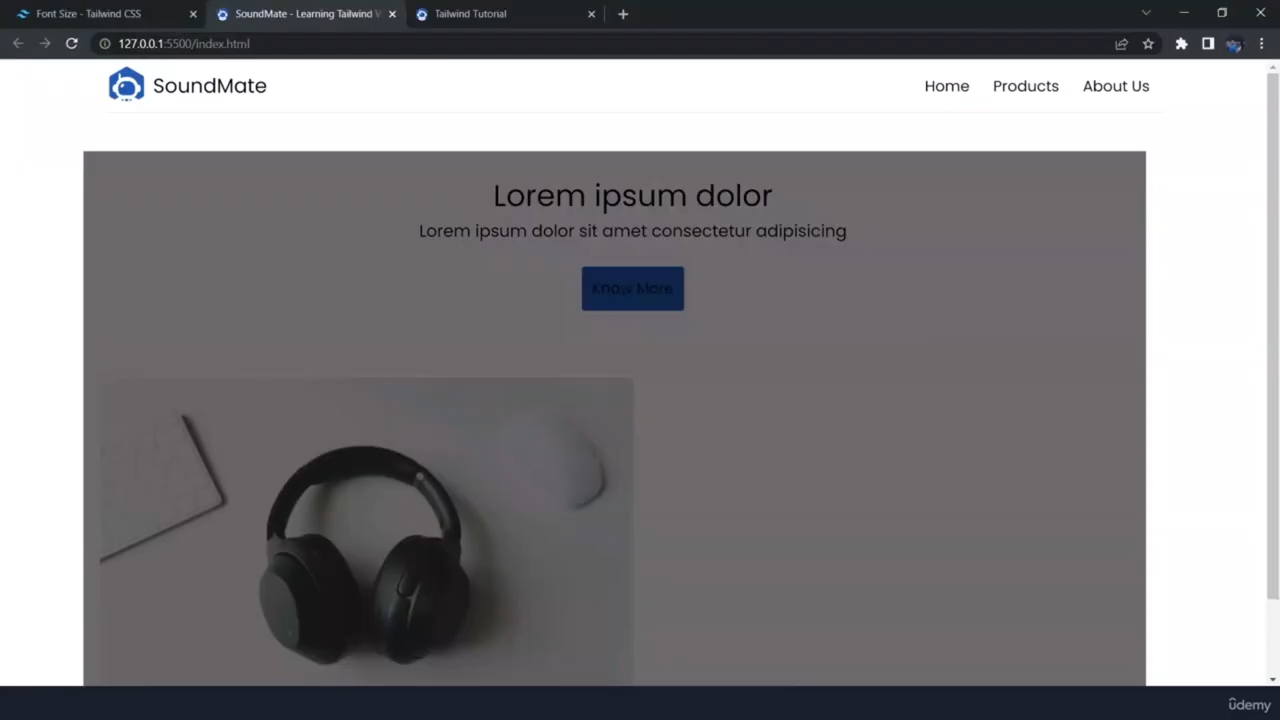 Font Size - Tailwind CSS
SoundMate - Learning Tailwind V
Tailwind Tutorial
127.0.0.1:5500/index.html
SoundMate
Home
Products
About Us
Lorem ipsum dolor
Lorem ipsum dolor sit amet consectetur adipisicing
Know More
ûdemy